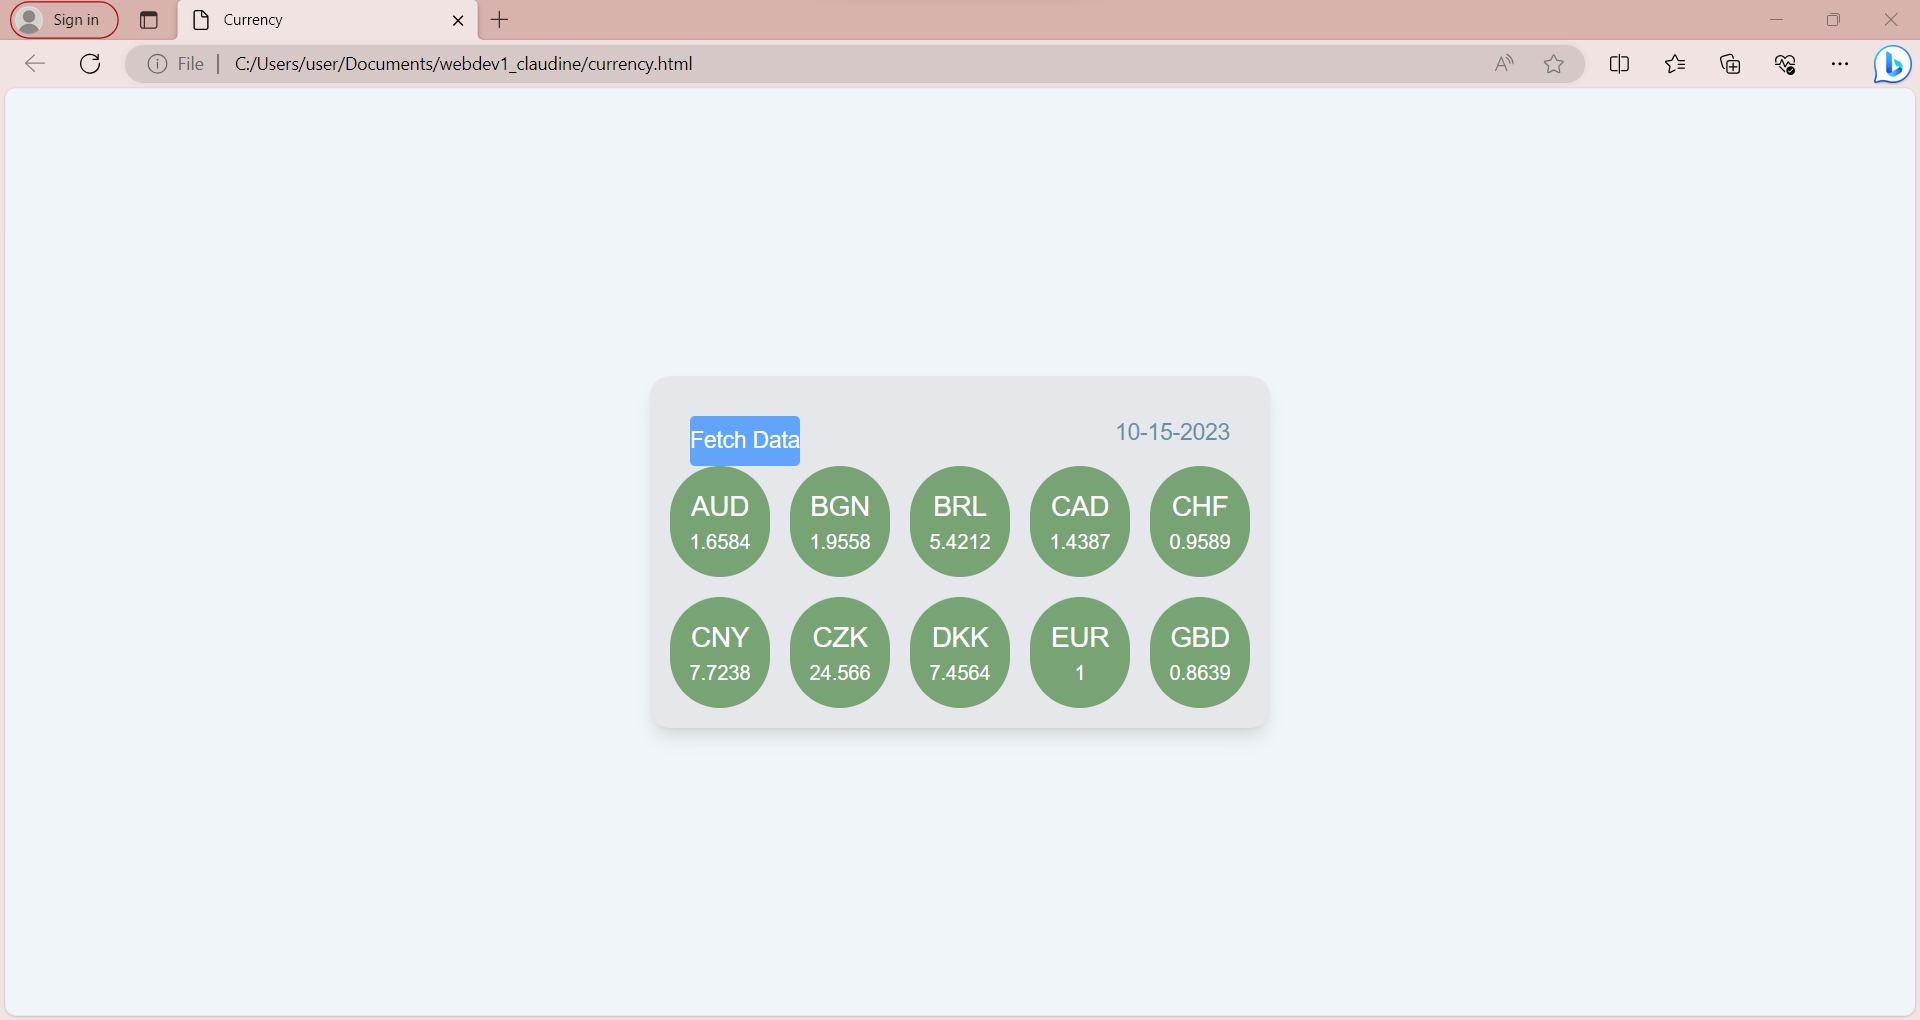 Sign in
Currency
File
C:/Users/user/Documents/webdev1_claudine/currency.html
Fetch Data
10-15-2023
AUD BGN BRL CAD CHF
1.6584 1.9558 5.4212 1.4387 0.9589
CNY CZK DKK EUR GBD
7.7238 24.566 7.4564 1 0.8639